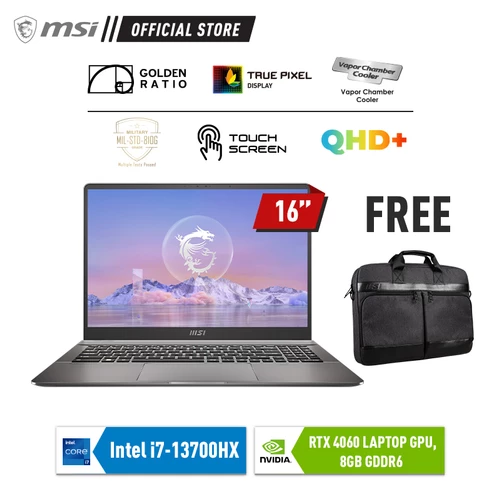 msi OFFICIAL STORE
GOLDEN RATIO
TRUE PIXEL DISPLAY
Vapor Chamber Cooler
Vapor Chamber Cooler
MILITARY
MIL-STD-810G
TOUCH SCREEN
QHD+
16"
FREE
msi
intel CORE i7
Intel i7-13700HX
NVIDIA.
RTX 4060 LAPTOP GPU,
8GB GDDR6